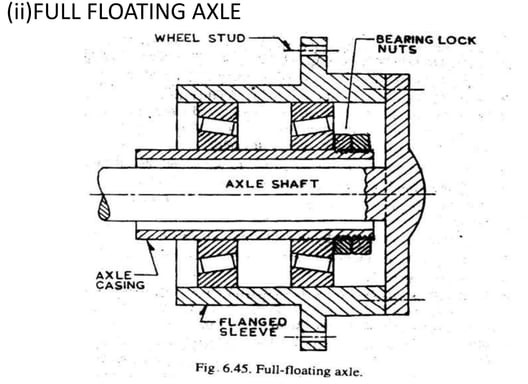 (ii)FULL FLOATING AXLE
WHEEL STUD
BEARING LOCK
NUTS
AXLE SHAFT
AXLE
CASING
FLANGED
SLEEVE
Fig. 6.45. Full-floating axle.